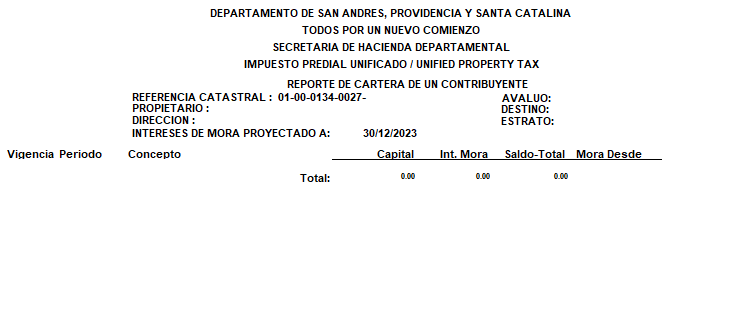 DEPARTAMENTO DE SAN ANDRES, PROVIDENCIA Y SANTA CATALINA
TODOS POR UN NUEVO COMIENZO
SECRETARIA DE HACIENDA DEPARTAMENTAL
IMPUESTO PREDIAL UNIFICADO / UNIFIED PROPERTY TAX
REPORTE DE CARTERA DE UN CONTRIBUYENTE
REFERENCIA CATASTRAL : 01-00-0134-0027- AVALUO:
PROPIETARIO : DESTINO:
DIRECCION : ESTRATO:
INTERESES DE MORA PROYECTADO A: 30/12/2023
Vigencia Periodo Concepto Capital Int. Mora Saldo-Total Mora Desde
Total: 0.00 0.00 0.00